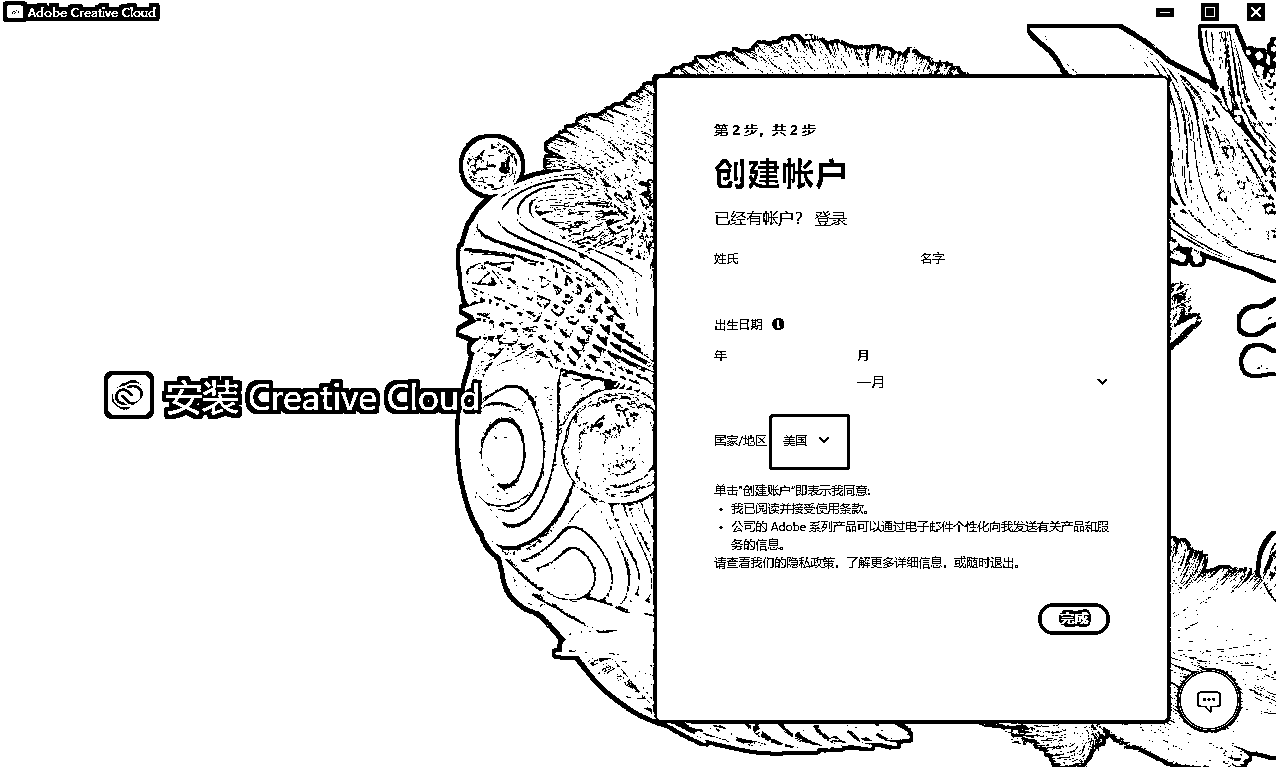 Adobe Creative Cloud
安装 Creative Cloud
第 2 步，共 2 步
创建帐户
已经有帐户？ 登录
姓氏 名字
出生日期
年 月
一月
国家/地区 美国
单击"创建账户"即表示我同意:
• 我已阅读并接受使用条款。
• 公司的 Adobe 系列产品可以通过电子邮件个性化向我发送有关产品和服
务的信息。
请查看我们的隐私政策，了解更多详细信息，或随时退出。
完成